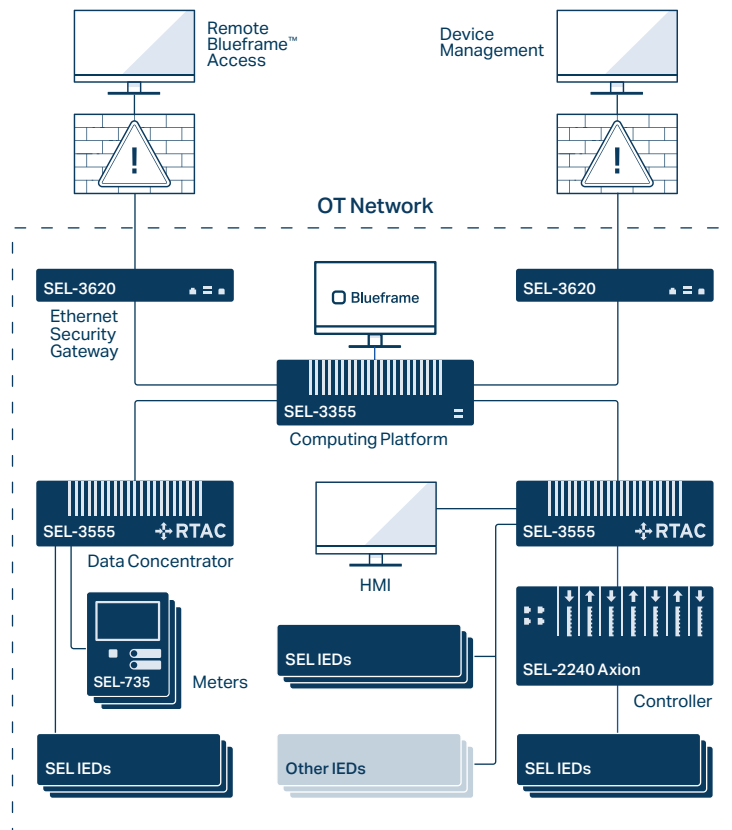 Remote
Blueframe™
Access
Device
Management
!
!
OT Network
SEL-3620
Blueframe
SEL-3620
Ethernet
Security
Gateway
SEL-3355
Computing Platform
SEL-3555 RTAC
SEL-3555 RTAC
Data Concentrator
HMI
SEL-735
Meters
SEL IEDs
SEL-2240 Axion
Controller
SEL IEDs
Other IEDs
SEL IEDs